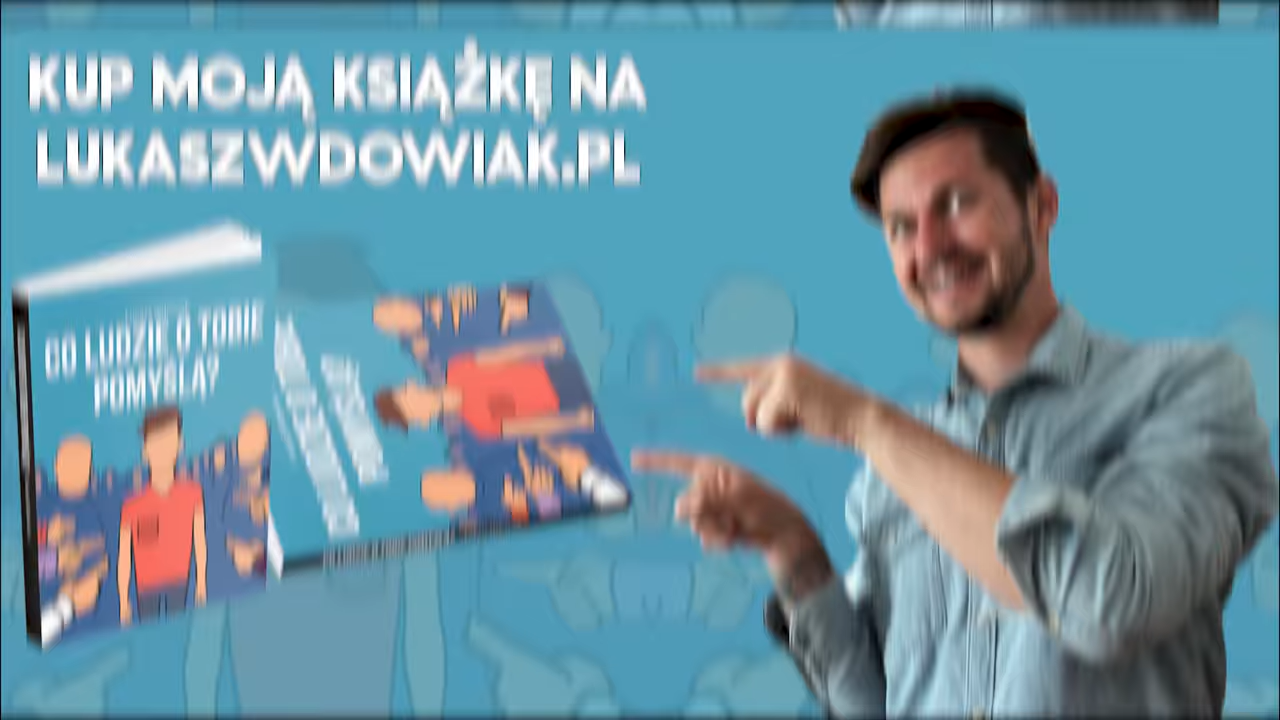 KUP MOJĄ KSIĄŻKĘ NA
LUKASZWDOWIAK.PL
CO LUDZIE O TOBIE
POMYŚLĄ?